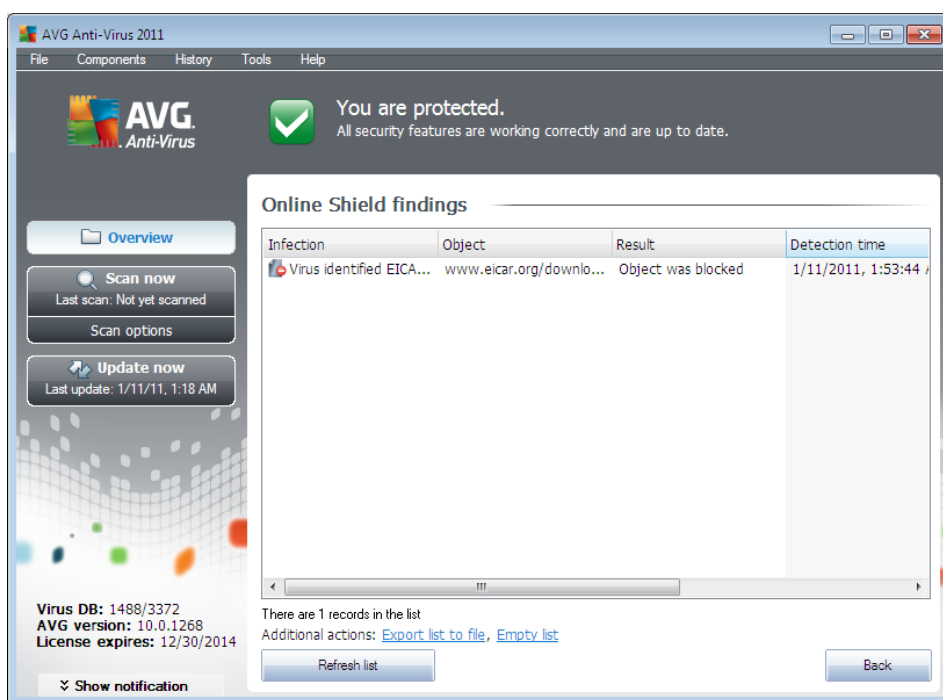 AVG Anti-Virus 2011
File Components History Tools Help
AVG.
Anti-Virus
You are protected.
All security features are working correctly and are up to date.
Overview
Scan now
Last scan: Not yet scanned
Scan options
Update now
Last update: 1/11/11, 1:18 AM
Virus DB: 1488/3372
AVG version: 10.0.1268
License expires: 12/30/2014
Show notification
Online Shield findings
Infection Object Result Detection time
Virus identified EICA... www.eicar.org/downlo... Object was blocked 1/11/2011, 1:53:44
There are 1 records in the list
Additional actions: Export list to file, Empty list
Refresh list Back